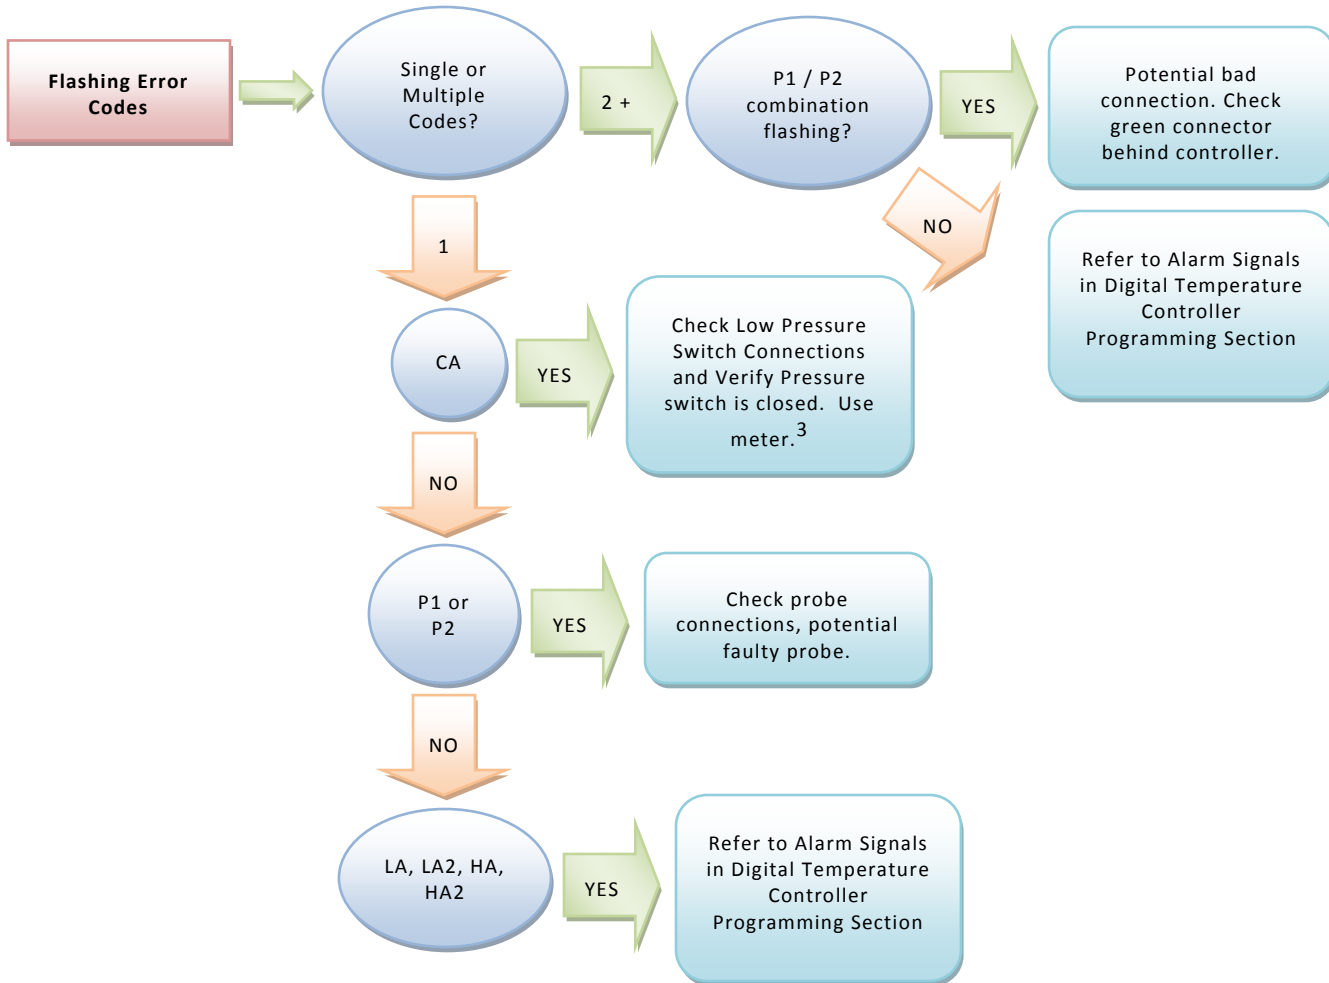 Flashing Error
Codes
Single or
Multiple
Codes?
2 +
P1 / P2
combination
flashing?
YES
Potential bad
connection. Check
green connector
behind controller.
NO
Refer to Alarm Signals
in Digital Temperature
Controller
Programming Section
1
CA
YES
Check Low Pressure
Switch Connections
and Verify Pressure
switch is closed. Use
meter.3
NO
P1 or
P2
YES
Check probe
connections, potential
faulty probe.
NO
LA, LA2, HA,
HA2
YES
Refer to Alarm Signals
in Digital Temperature
Controller
Programming Section